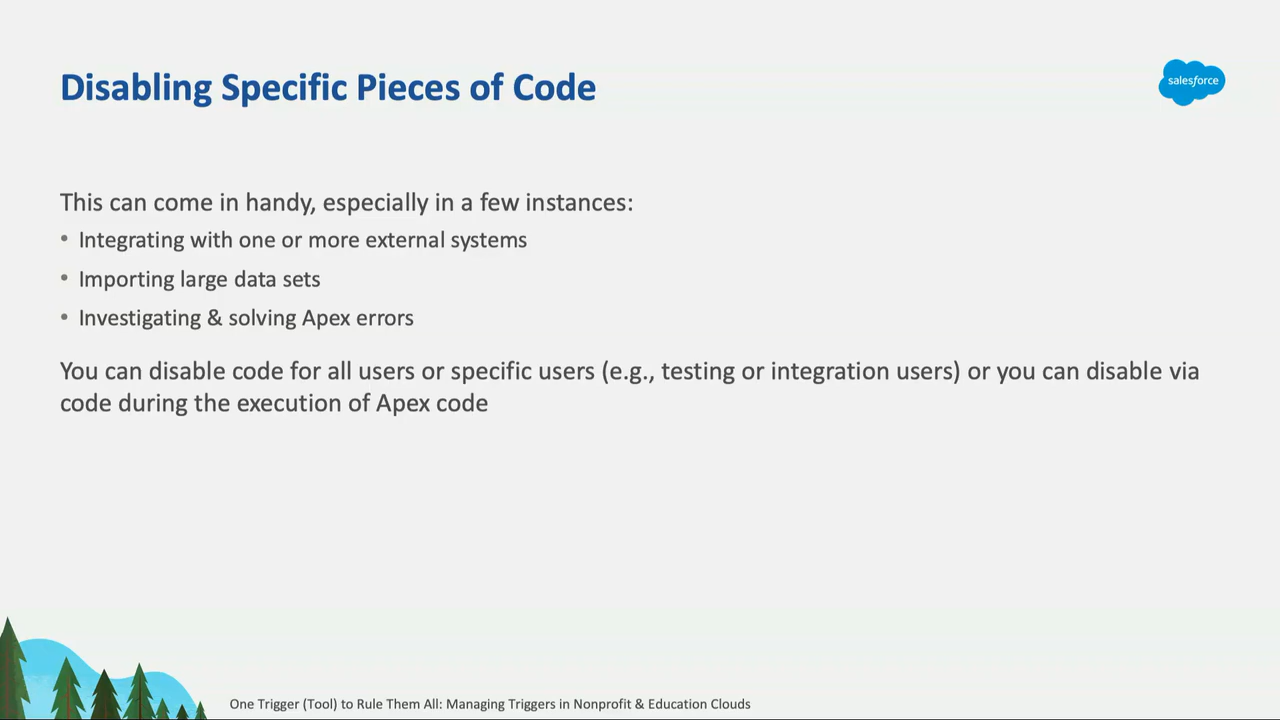 Disabling Specific Pieces of Code
salesforce
This can come in handy, especially in a few instances:
• Integrating with one or more external systems
• Importing large data sets
• Investigating & solving Apex errors
You can disable code for all users or specific users (e.g., testing or integration users) or you can disable via
code during the execution of Apex code
One Trigger (Tool) to Rule Them All: Managing Triggers in Nonprofit & Education Clouds